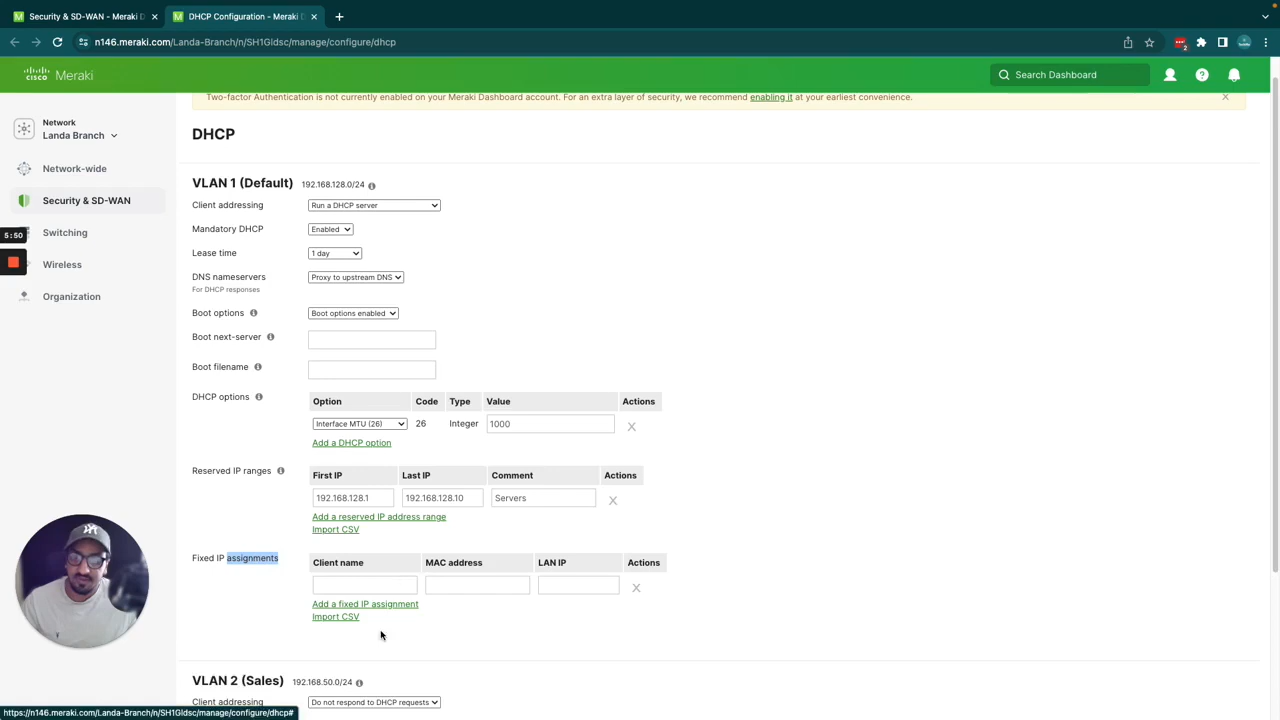 Security & SD-WAN - Meraki D
DHCP Configuration - Meraki D
n146.meraki.com/Landa-Branch/n/SH1Gldsc/manage/configure/dhcp
2
CISCO Meraki
Search Dashboard
Two-factor Authentication is not currently enabled on your Meraki Dashboard account. For an extra layer of security, we recommend enabling it at your earliest convenience.
Network
Landa Branch
Network-wide
Security & SD-WAN
5:50
Switching
Wireless
Organization
DHCP
VLAN 1 (Default) 192.168.128.0/24
Client addressing Run a DHCP server
Mandatory DHCP Enabled
Lease time 1 day
DNS nameservers Proxy to upstream DNS
For DHCP responses
Boot options Boot options enabled
Boot next-server
Boot filename
DHCP options Option Code Type Value Actions
Interface MTU (26) 26 Integer 1000 X
Add a DHCP option
Reserved IP ranges First IP Last IP Comment Actions
192.168.128.1 192.168.128.10 Servers X
Add a reserved IP address range
Import CSV
Fixed IP assignments Client name MAC address LAN IP Actions
X
Add a fixed IP assignment
Import CSV
VLAN 2 (Sales) 192.168.50.0/24
Client addressing Do not respond to DHCP requests
https://n146.meraki.com/Landa-Branch/n/SH1Gldsc/manage/configure/dhcp#